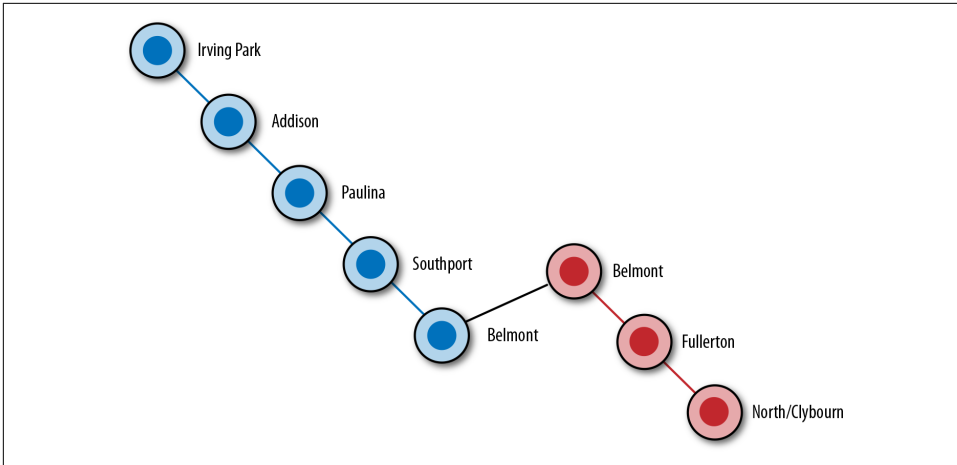 Irving Park
Addison
Paulina
Southport
Belmont
Belmont
Fullerton
North/Clybourn